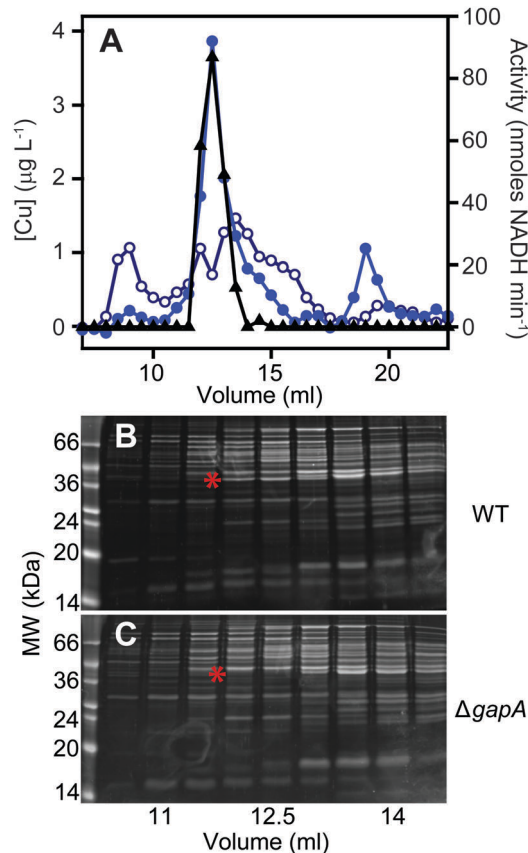 A
4
3
2
1
0
[Cu] (µg L-1)
100
80
60
40
20
0
Activity (nmoles NADH min-1)
10
15
20
Volume (ml)
B
66
36
24
20
14
*
WT
MW (kDa)
C
66
36
24
20
14
*
ΔgapA
11
12.5
14
Volume (ml)